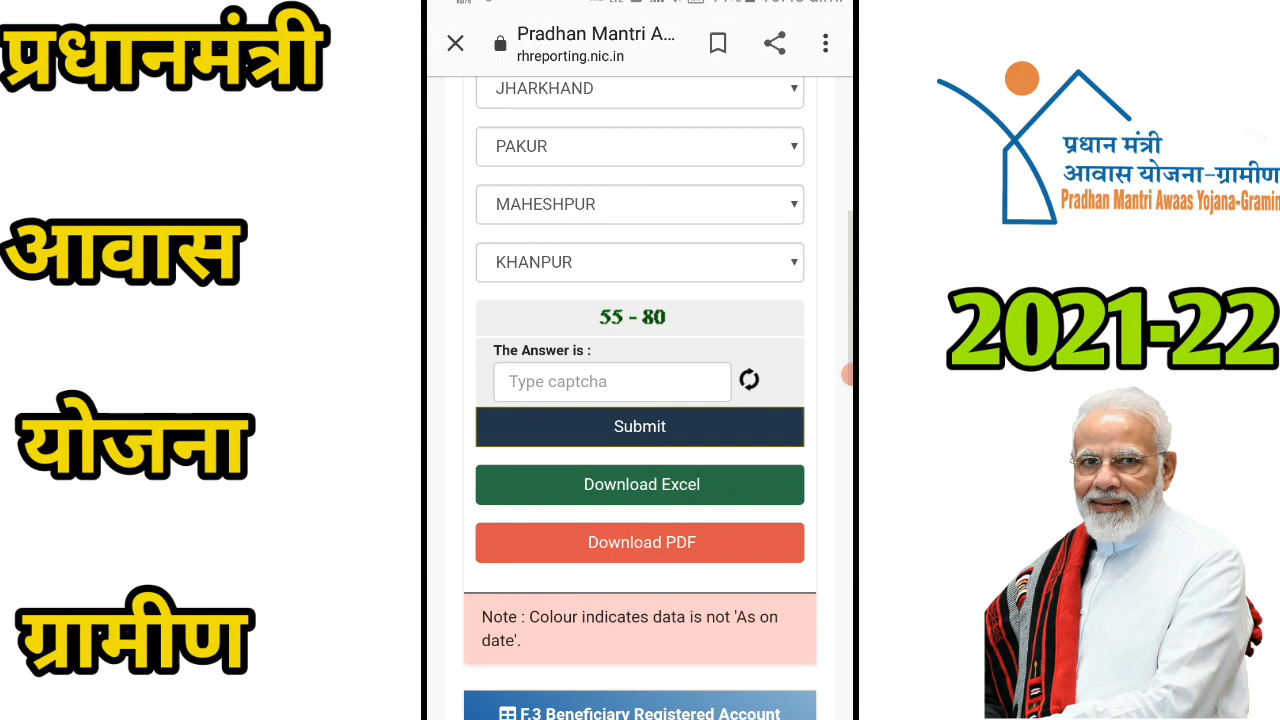 प्रधानमंत्री
आवास
योजना
ग्रामीण
Pradhan Mantri A...
rhreporting.nic.in
JHARKHAND
PAKUR
MAHESHPUR
KHANPUR
55 - 80
The Answer is :
Type captcha
Submit
Download Excel
Download PDF
Note : Colour indicates data is not 'As on
date'.
F.3 Beneficiary Registered Account
प्रधान मंत्री
आवास योजना-ग्रामीण
Pradhan Mantri Awaas Yojana-Gramin
2021-22